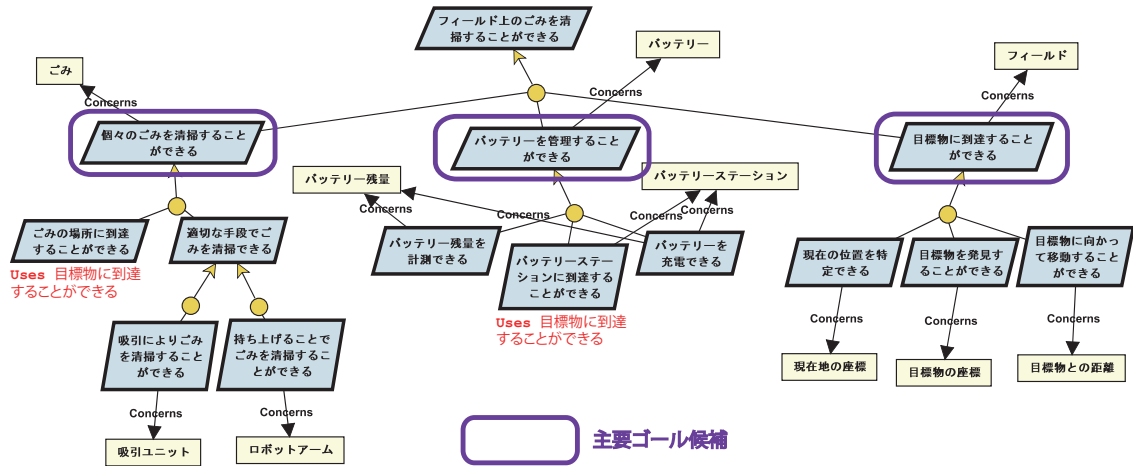 フィールド上のごみを清
掃することができる
バッテリー
フィールド
ごみ
Concerns
Concerns
Concerns
個々のごみを清掃すること
ができる
バッテリーを管理すること
ができる
目標物に到達すること
ができる
バッテリー残量
バッテリーステーション
Concerns
Concerns
Concerns
Concerns
ごみの場所に到達
することができる
適切な手段でご
みを清掃できる
Uses 目標物に到達
することができる
バッテリー残量を
計測できる
バッテリーステー
ションに到達するこ
とができる
バッテリーを
充電できる
Uses 目標物に到達
することができる
現在の位置を特
定できる
目標物を発見す
ることができる
目標物に向かっ
て移動すること
ができる
吸引によりごみ
を清掃すること
ができる
持ち上げることで
ごみを清掃するこ
とができる
Concerns
Concerns
Concerns
現在地の座標
目標物の座標
目標物との距離
Concerns
Concerns
吸引ユニット
ロボットアーム
主要ゴール候補